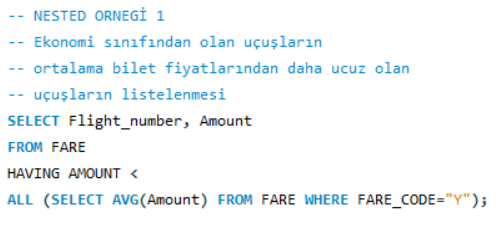 -- NESTED ORNEGİ 1
-- Ekonomi sınıfından olan uçuşların
-- ortalama bilet fiyatlarından daha ucuz olan
-- uçuşların listelenmesi
SELECT Flight_number, Amount
FROM FARE
HAVING AMOUNT <
ALL (SELECT AVG(Amount) FROM FARE WHERE FARE_CODE="Y");